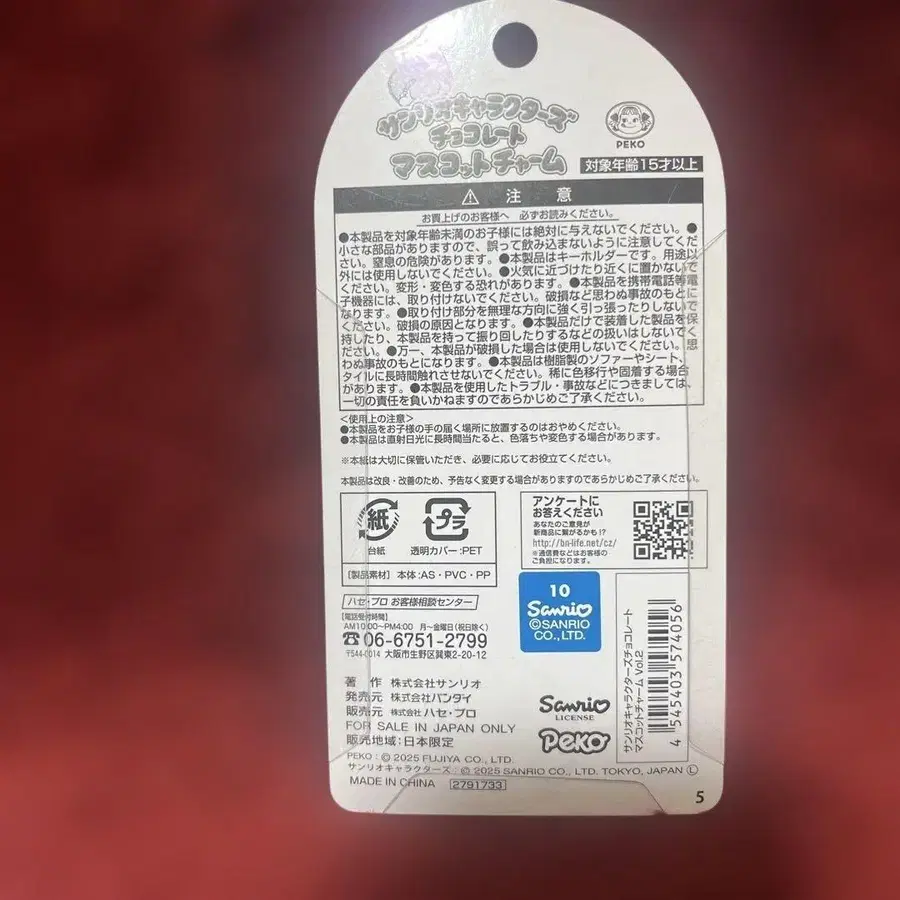 サンリオキャラクターズ
チョコレート
マスコットチャーム
PEKO
対象年齢15才以上
注意
お買上げのお客様へ 必ずお読みください。
●本製品を対象年齢未満のお子様には絶対に与えないでください。●
小さな部品がありますので、誤って飲み込まないように注意してくだ
さい。窒息の危険があります。●本製品はキーホルダーです。用途以
外には使用しないでください。●火気に近づけたり近くに置かないで
ください。変形・変色する恐れがあります。●本製品を携帯電話等電
子機器には、取り付けないでください。破損など思わぬ事故のもとに
なります。●取り付け部分を無理な方向に強く引っ張ったりしないで
ください。破損の原因となります。●本製品だけで装着した製品を保
持したり、本製品を持って振り回したりするなどの扱いはしないでく
ださい。●万一、本製品が破損した場合は使用しないでください。思
わぬ事故のもとになります。●本製品は樹脂製のソファーやシート、
タイルに長時間触れさせないでください。稀に色移行や固着する場合
があります。●本製品を使用したトラブル・事故などにつきましては、
一切の責任を負いかねますのであらかじめご了承ください。
<使用上の注意>
●本製品をお子様の手の届く場所に放置するのはおやめください。
●本製品は直射日光に長時間当たると、色落ちや変色する場合があります。
※本紙は大切に保管いただき、必要に応じてお役立てください。
本製品は改良・改善のため、予告なく変更する場合がありますのであらかじめご了承ください。
紙
台紙
プラ
透明カバー:PET
【製品素材】本体:AS・PVC・PP
アンケートに
お答えください
あなたのご意見が
新商品に繋がるかも!?
http://bn-life.net/cz/
※通信費などはお客様の
ご負担になります。
ハセ・プロ お客様相談センター
【電話受付時間】
AM10:00~PM4:00 月~金曜日(祝日除く)
☎06-6751-2799
〒544-0014 大阪市生野区巽東2-20-12
10
Sanrio
©SANRIO
CO., LTD.
著作 株式会社サンリオ
発売元 株式会社バンダイ
販売元 株式会社ハセ・プロ
FOR SALE IN JAPAN ONLY
販売地域:日本限定
PEKO:© 2025 FUJIYA CO., LTD.
サンリオキャラクターズ:© 2025 SANRIO CO., LTD. TOKYO, JAPAN Ⓛ
MADE IN CHINA 2791733
Sanrio
LICENSE
Peko
サンリオキャラクターズチョコレート
マスコットチャーム Vol.2
4 545403 574056
5